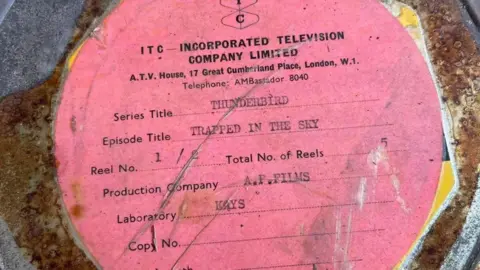 I
T C
ITC—INCORPORATED TELEVISION
COMPANY LIMITED
A.T.V. House, 17 Great Cumberland Place, London, W.1.
Telephone: AMBassador 8040
Series Title THUNDERBIRD
Episode Title TRAPPED IN THE SKY
Reel No. 1/2 Total No. of Reels 5
Production Company A.P.FILMS
Laboratory KAYS
Copy No.